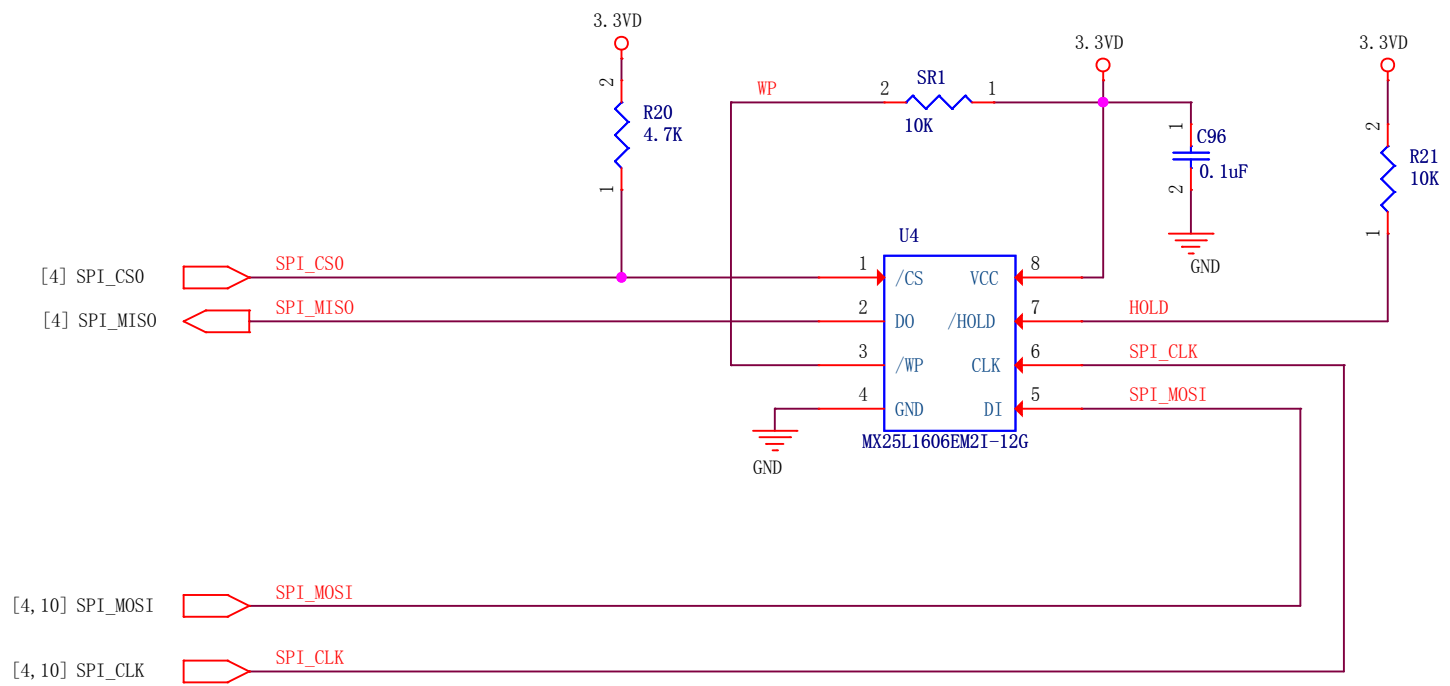 3.3VD
3.3VD
3.3VD
WP
2
SR1
1
10K
2
R20
4.7K
1
1
C96
0.1uF
2
GND
2
R21
10K
1
U4
[4] SPI_CS0
SPI_CS0
1
/CS
VCC
8
[4] SPI_MISO
SPI_MISO
2
DO
/HOLD
7
HOLD
3
/WP
CLK
6
SPI_CLK
4
GND
DI
5
SPI_MOSI
MX25L1606EM2I-12G
GND
[4,10] SPI_MOSI
SPI_MOSI
[4,10] SPI_CLK
SPI_CLK